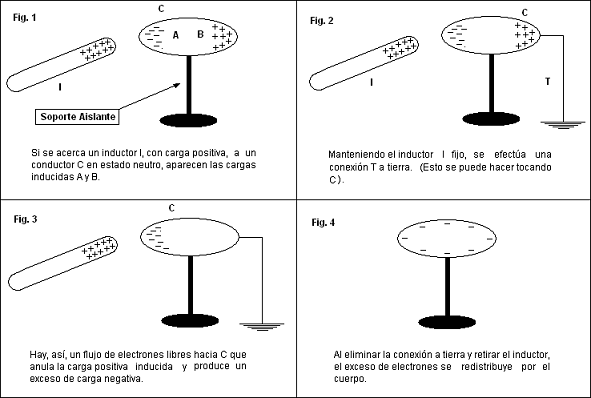 Fig. 1
C
A B
I
Soporte Aislante
Si se acerca un inductor I, con carga positiva, a un
conductor C en estado neutro, aparecen las cargas
inducidas A y B.
Fig. 2
C
I
T
Manteniendo el inductor I fijo, se efectúa una
conexión T a tierra. (Esto se puede hacer tocando
C).
Fig. 3
C
I
Hay, así, un flujo de electrones libres hacia C que
anula la carga positiva inducida y produce un
exceso de carga negativa.
Fig. 4
Al eliminar la conexión a tierra y retirar el inductor,
el exceso de electrones se redistribuye por el
cuerpo.